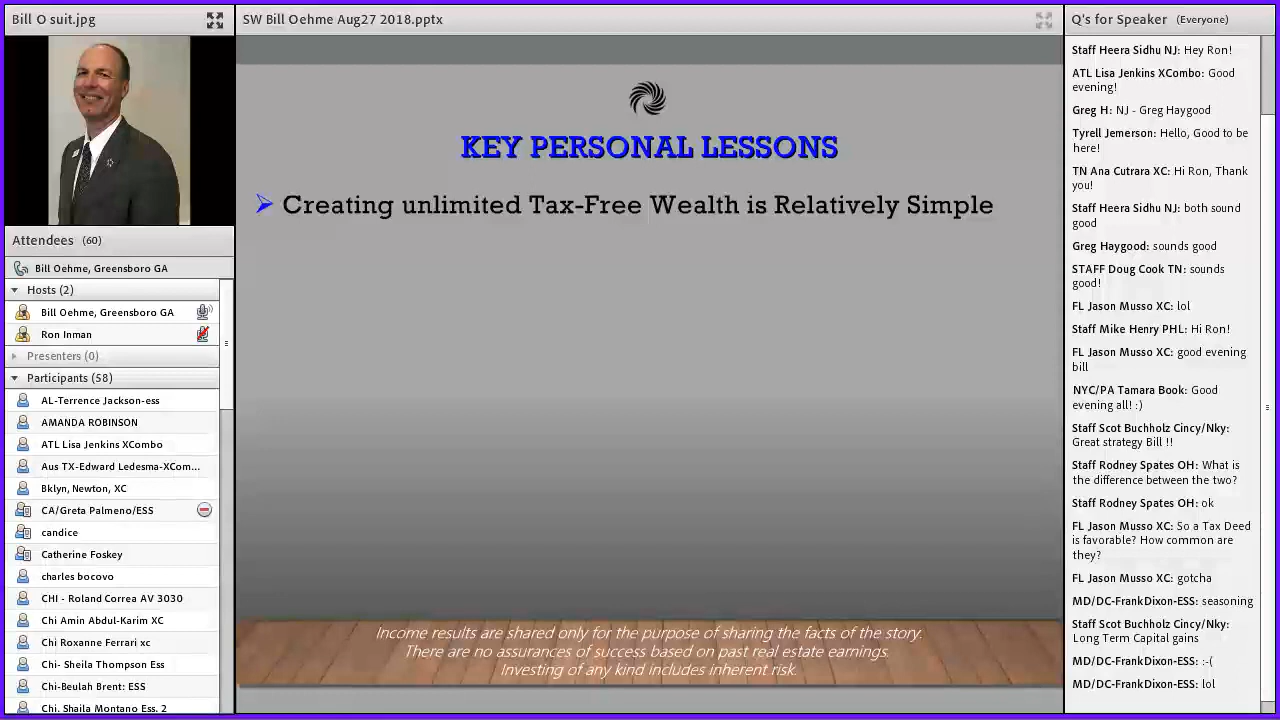 Bill O suit.jpg
SW Bill Oehme Aug27 2018.pptx
Q's for Speaker (Everyone)
Attendees (60)
Bill Oehme, Greensboro GA
Hosts (2)
Bill Oehme, Greensboro GA
Ron Inman
Presenters (0)
Participants (58)
AL-Terrence Jackson-ess
AMANDA ROBINSON
ATL Lisa Jenkins XCombo
Aus TX-Edward Ledesma-XCom...
Bklyn, Newton, XC
CA/Greta Palmeno/ESS
candice
Catherine Foskey
charles bocovo
CHI - Roland Correa AV 3030
Chi Amin Abdul-Karim XC
Chi Roxanne Ferrari xc
Chi- Sheila Thompson Ess
Chi-Beulah Brent: ESS
Chi. Shaila Montano Ess. 2
KEY PERSONAL LESSONS
Creating unlimited Tax-Free Wealth is Relatively Simple
Income results are shared only for the purpose of sharing the facts of the story.
There are no assurances of success based on past real estate earnings.
Investing of any kind includes inherent risk.
Staff Heera Sidhu NJ: Hey Ron!
ATL Lisa Jenkins XCombo: Good
evening!
Greg H: NJ - Greg Haygood
Tyrell Jemerson: Hello, Good to be
here!
TN Ana Cutrara XC: Hi Ron, Thank
you!
Staff Heera Sidhu NJ: both sound
good
Greg Haygood: sounds good
STAFF Doug Cook TN: sounds
good!
FL Jason Musso XC: lol
Staff Mike Henry PHL: Hi Ron!
FL Jason Musso XC: good evening
bill
NYC/PA Tamara Book: Good
evening all! :)
Staff Scot Buchholz Cincy/Nky:
Great strategy Bill !!
Staff Rodney Spates OH: What is
the difference between the two?
Staff Rodney Spates OH: ok
FL Jason Musso XC: So a Tax Deed
is favorable? How common are
they?
FL Jason Musso XC: gotcha
MD/DC-FrankDixon-ESS: seasoning
Staff Scot Buchholz Cincy/Nky:
Long Term Capital gains
MD/DC-FrankDixon-ESS: :-(
MD/DC-FrankDixon-ESS: lol